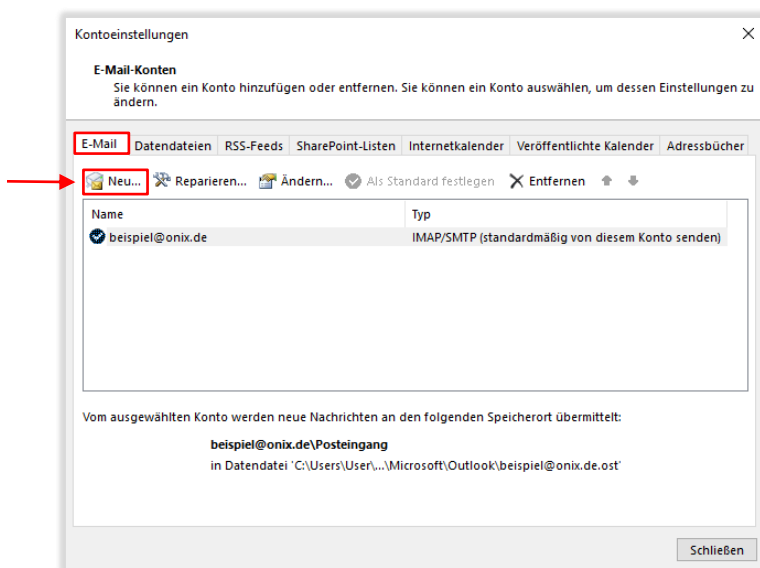 Kontoeinstellungen
E-Mail-Konten
Sie können ein Konto hinzufügen oder entfernen. Sie können ein Konto auswählen, um dessen Einstellungen zu
ändern.
E-Mail Datendateien RSS-Feeds SharePoint-Listen Internetkalender Veröffentlichte Kalender Adressbücher
Neu... Reparieren... Ändern... Als Standard festlegen Entfernen
Name Typ
beispiel@onix.de IMAP/SMTP (standardmäßig von diesem Konto senden)
Vom ausgewählten Konto werden neue Nachrichten an den folgenden Speicherort übermittelt:
beispiel@onix.de\Posteingang
in Datendatei 'C:\Users\User\...\Microsoft\Outlook\beispiel@onix.de.ost'
Schließen